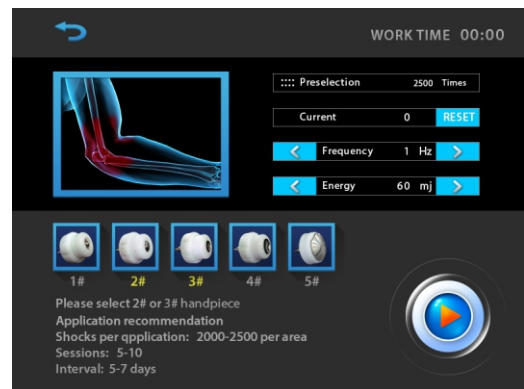 WORK TIME 00:00
:::: Preselection 2500 Times
Current 0 RESET
Frequency 1 Hz
Energy 60 mj
1# 2# 3# 4# 5#
Please select 2# or 3# handpiece
Application recommendation
Shocks per qpplication: 2000-2500 per area
Sessions: 5-10
Interval: 5-7 days